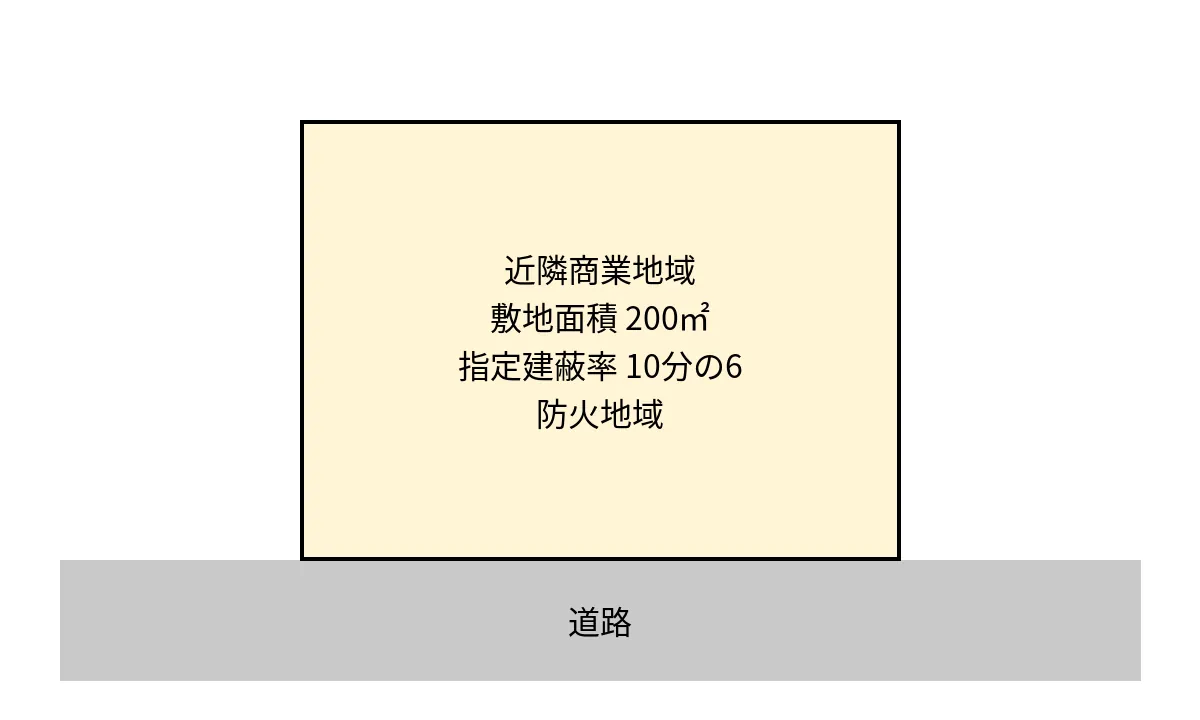 近隣商業地域
敷地面積 200㎡
指定建蔽率 10分の6
防火地域
道路